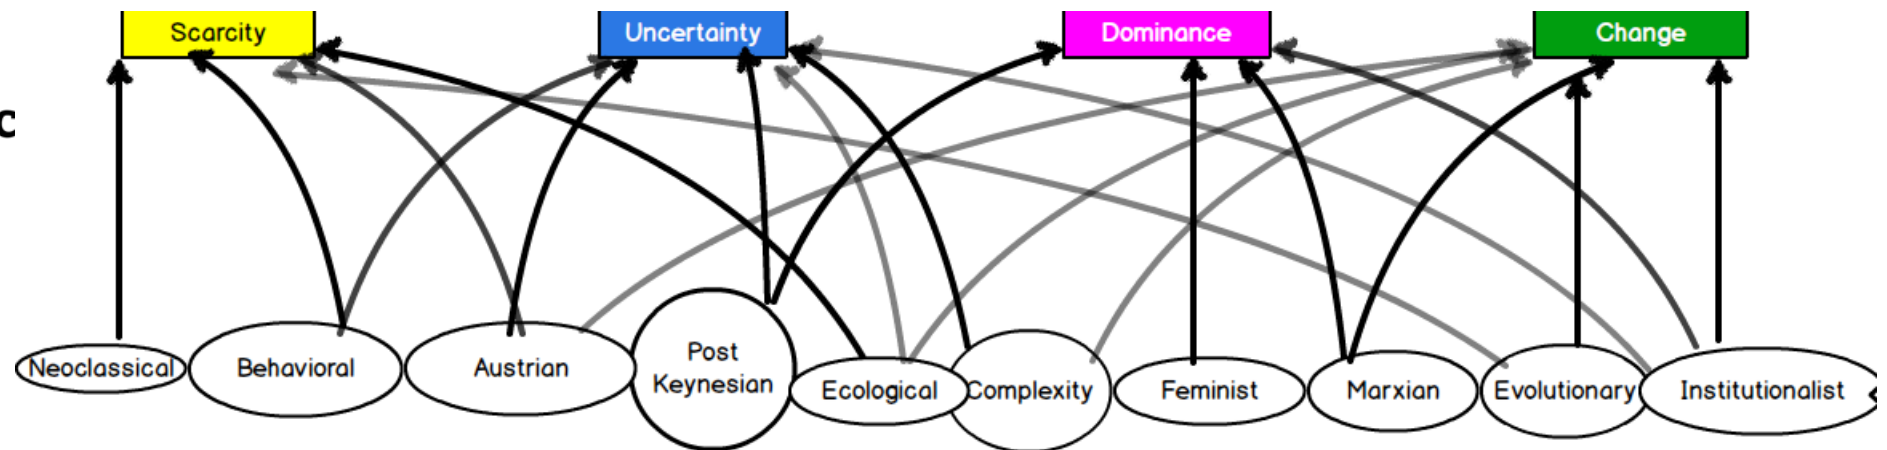 Scarcity
Uncertainty
Dominance
Change
c
Neoclassical
Behavioral
Austrian
Post
Keynesian
Ecological
Complexity
Feminist
Marxian
Evolutionary
Institutionalist